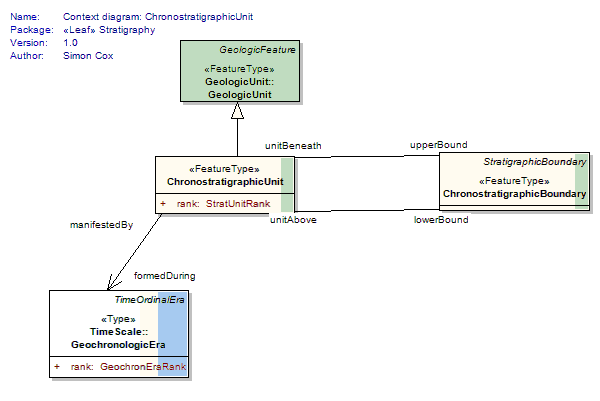 Name: Context diagram: ChronostratigraphicUnit
Package: «Leaf» Stratigraphy
Version: 1.0
Author: Simon Cox
GeologicFeature
«FeatureType»
GeologicUnit::
GeologicUnit
unitBeneath
upperBound
«FeatureType»
ChronostratigraphicUnit
+ rank: StratUnitRank
StratigraphicBoundary
«FeatureType»
ChronostratigraphicBoundary
unitAbove
lowerBound
manifestedBy
formedDuring
TimeOrdinalEra
«Type»
TimeScale::
GeochronologicEra
+ rank: GeochronEraRank